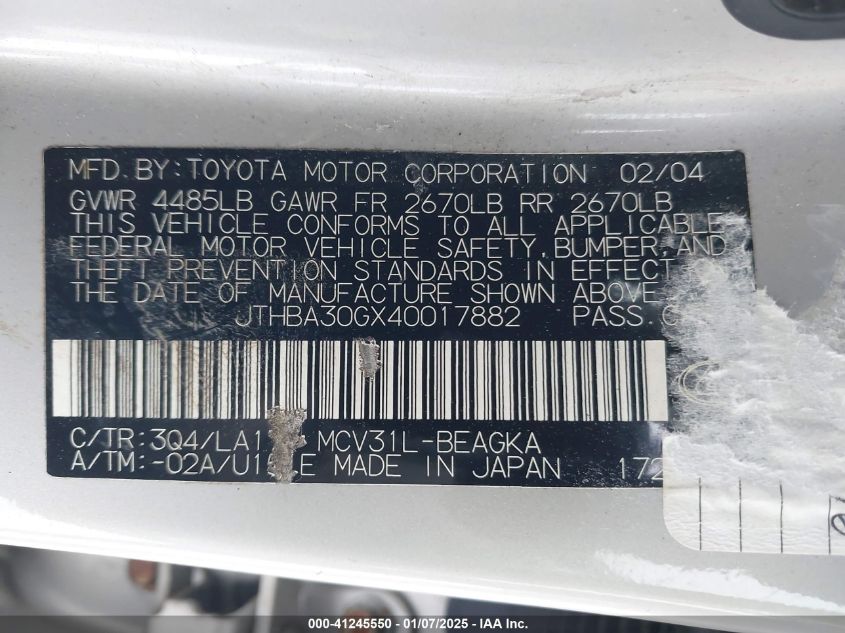 MFD. BY: TOYOTA MOTOR CORPORATION 02/04
GVWR 4485LB GAWR FR 2670LB RR 2670LB
THIS VEHICLE CONFORMS TO ALL APPLICABLE
FEDERAL MOTOR VEHICLE SAFETY, BUMPER, AND
THEFT PREVENTION STANDARDS IN EFFECT
THE DATE OF MANUFACTURE SHOWN ABOVE
JTHBA30GX40017882 PASS.
C/TR: 3Q4/LA1 MCV31L-BEAGKA
A/TM: -02A/U1 E MADE IN JAPAN 172
000-41245550 - 01/07/2025 - IAA Inc.